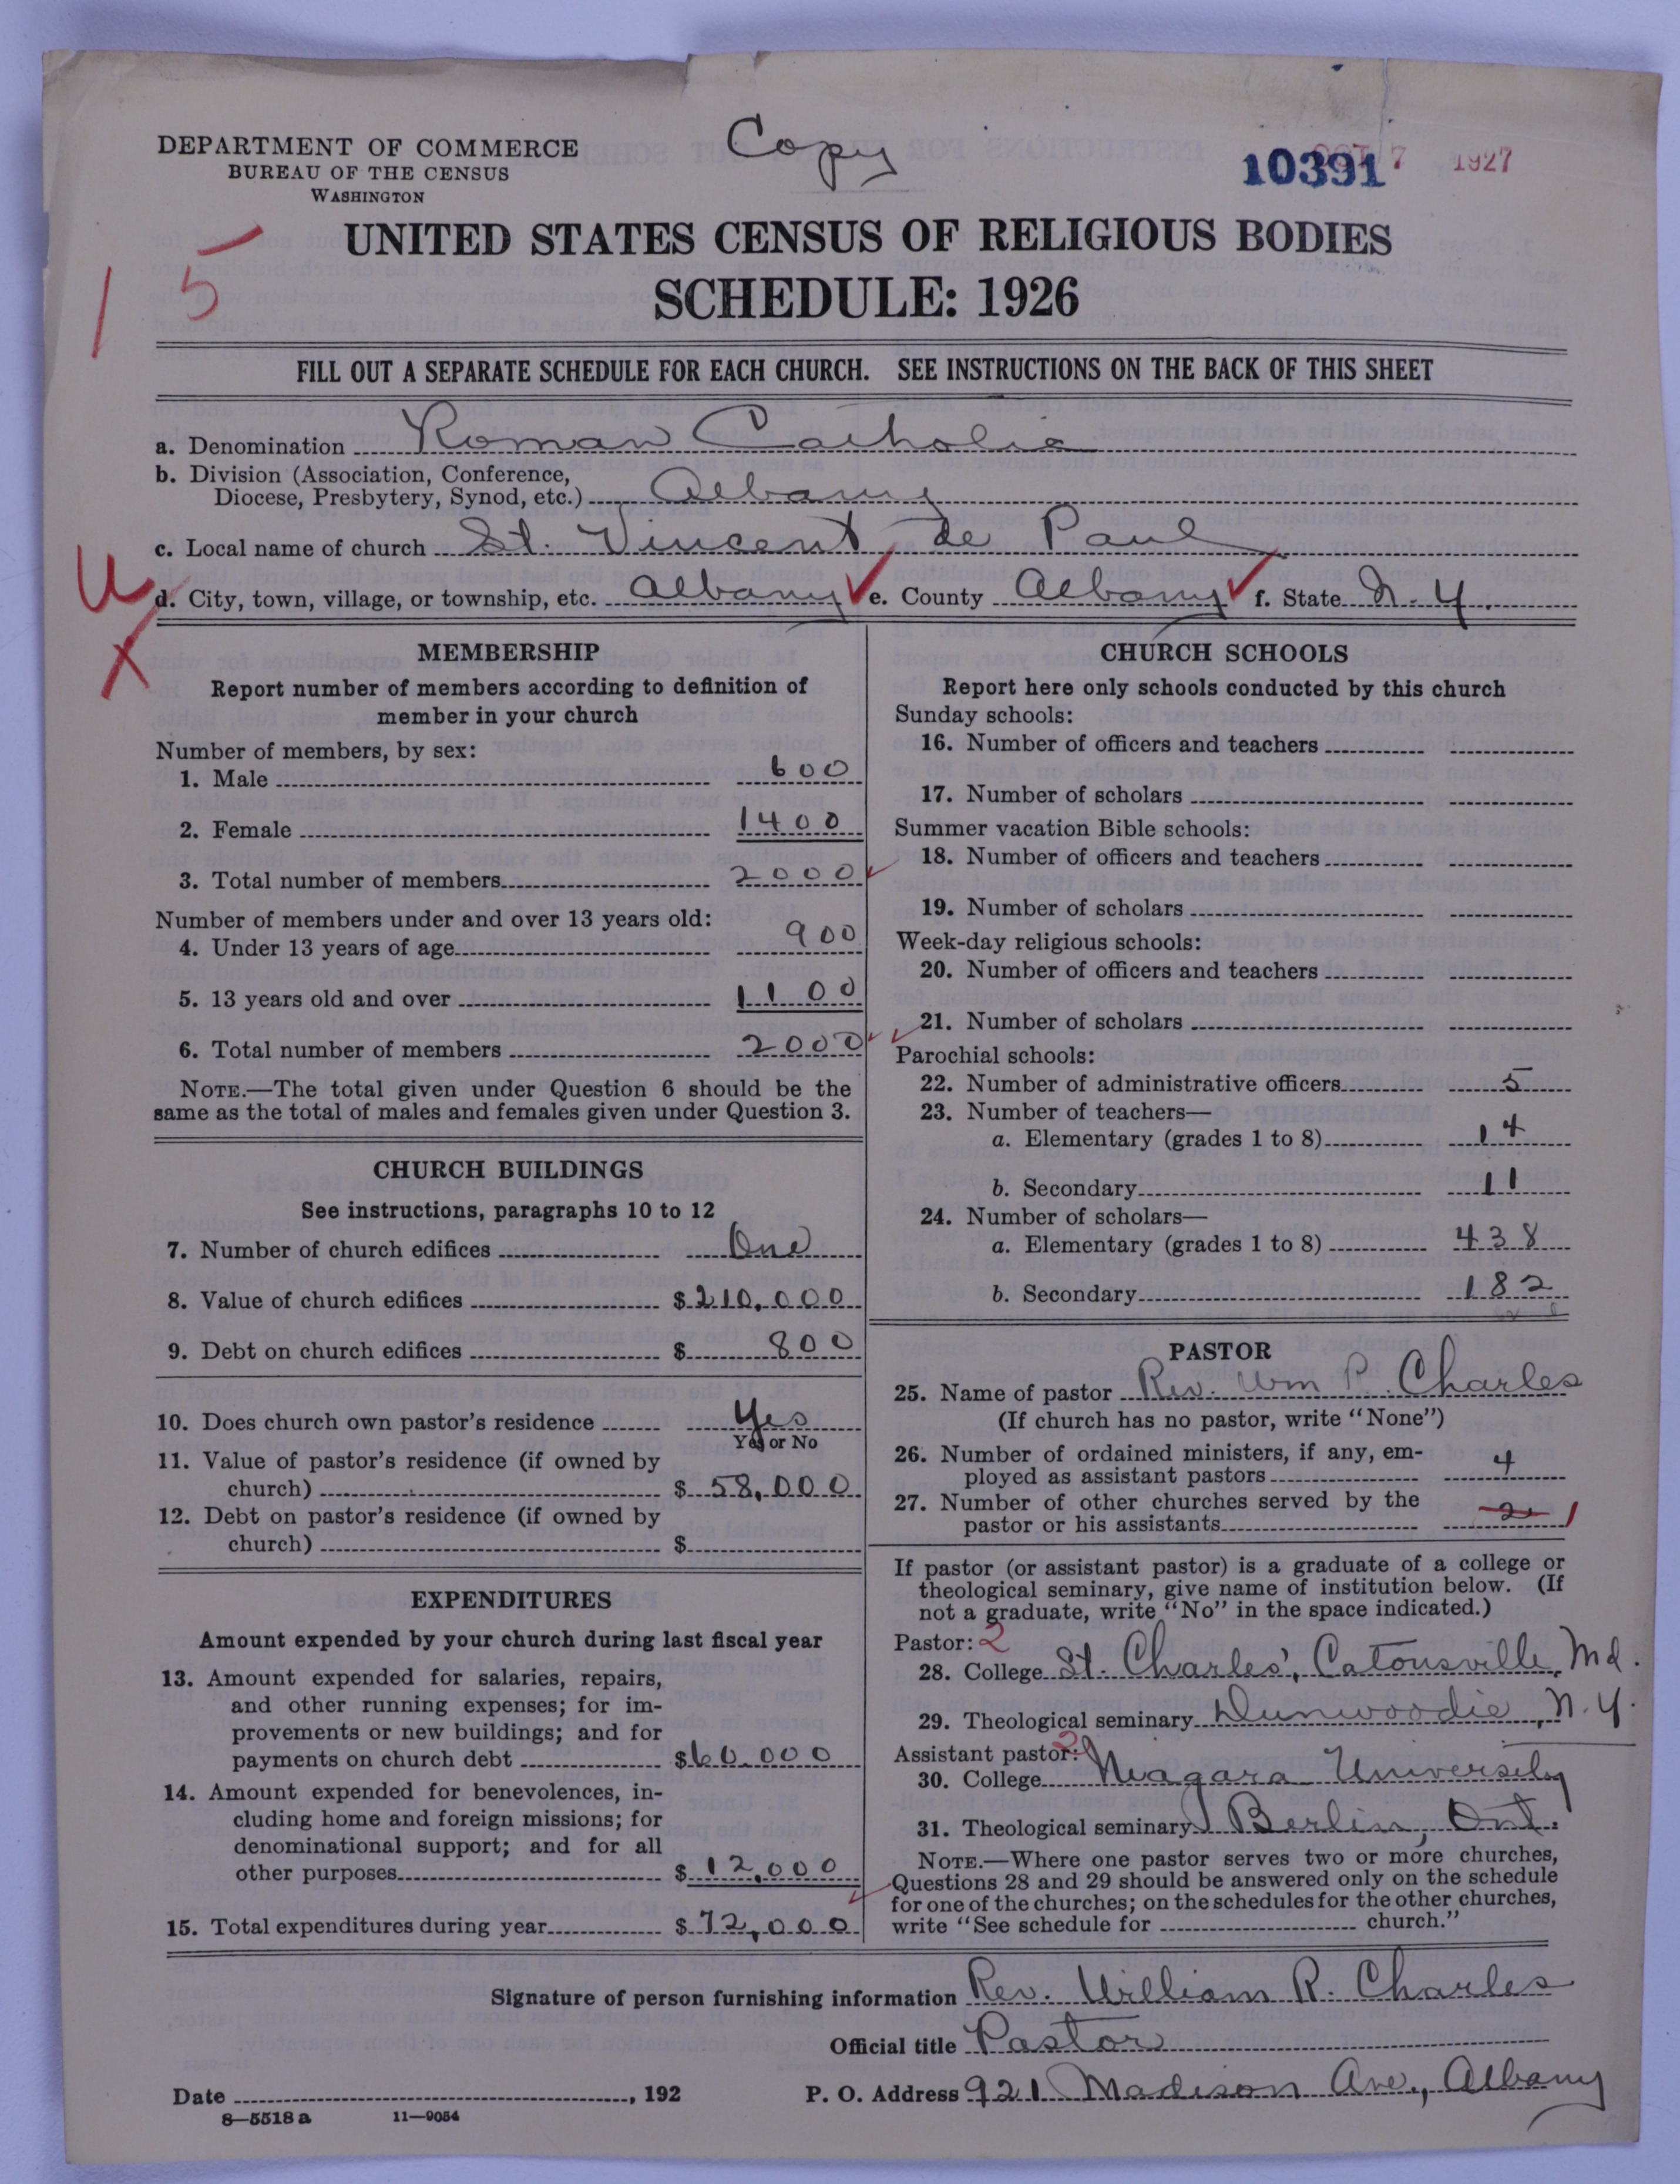 Copy
DEPARTMENT OF COMMERCE
BUREAU OF THE CENSUS
WASHINGTON
10391
7 1927
UNITED STATES CENSUS OF RELIGIOUS BODIES
SCHEDULE: 1926
15
FILL OUT A SEPARATE SCHEDULE FOR EACH CHURCH. SEE INSTRUCTIONS ON THE BACK OF THIS SHEET
a. Denomination Roman Catholic
b. Division (Association, Conference,
Diocese, Presbytery, Synod, etc.) Albany
c. Local name of church St. Vincent de Paul
U
d. City, town, village, or township, etc. Albany e. County Albany f. State N.Y.
X
MEMBERSHIP
Report number of members according to definition of
member in your church
Number of members, by sex:
1. Male 600
2. Female 1400
3. Total number of members 2000
Number of members under and over 13 years old:
4. Under 13 years of age 900
5. 13 years old and over 1100
6. Total number of members 2000
NOTE.—The total given under Question 6 should be the
same as the total of males and females given under Question 3.
CHURCH BUILDINGS
See instructions, paragraphs 10 to 12
7. Number of church edifices One
8. Value of church edifices $210,000
9. Debt on church edifices $ 800
10. Does church own pastor's residence Yes
Yes or No
11. Value of pastor's residence (if owned by
church) $ 58,000
12. Debt on pastor's residence (if owned by
church) $
EXPENDITURES
Amount expended by your church during last fiscal year
13. Amount expended for salaries, repairs,
and other running expenses; for im-
provements or new buildings; and for
payments on church debt $60.000
14. Amount expended for benevolences, in-
cluding home and foreign missions; for
denominational support; and for all
other purposes $ 12,000
15. Total expenditures during year $ 72,000
CHURCH SCHOOLS
Report here only schools conducted by this church
Sunday schools:
16. Number of officers and teachers
17. Number of scholars
Summer vacation Bible schools:
18. Number of officers and teachers
19. Number of scholars
Week-day religious schools:
20. Number of officers and teachers
21. Number of scholars
Parochial schools:
22. Number of administrative officers 5
23. Number of teachers—
a. Elementary (grades 1 to 8) 14
b. Secondary 11
24. Number of scholars—
a. Elementary (grades 1 to 8) 438
b. Secondary 182
PASTOR
25. Name of pastor Rev. Wm R. Charles
(If church has no pastor, write "None")
26. Number of ordained ministers, if any, em-
ployed as assistant pastors 4
27. Number of other churches served by the
pastor or his assistants 2 1
If pastor (or assistant pastor) is a graduate of a college or
theological seminary, give name of institution below. (If
not a graduate, write "No" in the space indicated.)
Pastor: 2
28. College St. Charles', Catonsville, Md.
29. Theological seminary Dunwoodie, N.Y.
Assistant pastor: 2
30. College Niagara University
31. Theological seminary Berlin, Ont.
NOTE.—Where one pastor serves two or more churches,
Questions 28 and 29 should be answered only on the schedule
for one of the churches; on the schedules for the other churches,
write "See schedule for church."
Signature of person furnishing information Rev. William R. Charles
Official title Pastor
Date , 192 P. O. Address 921 Madison Ave., Albany
8—5518a 11—9054